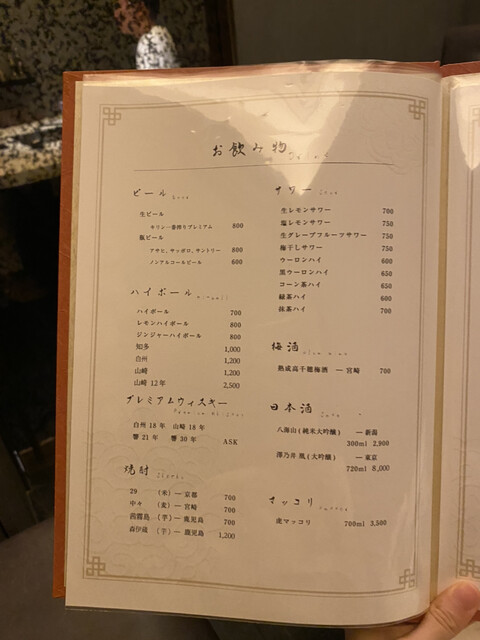 お飲み物
ビール
生ビール
キリン一番搾りプレミアム 800
瓶ビール
アサヒ、サッポロ、サントリー 800
ノンアルコールビール 600
ハイボール
ハイボール 700
レモンハイボール 800
ジンジャーハイボール 800
知多 1,000
白州 1,200
山崎 1,200
山崎 12年 2,500
プレミアムウィスキー
白州 18年 山崎 18年
響 21年 響 30年 ASK
焼酎
29 (米) ― 京都 700
中々 (麦) ― 宮崎 700
茜霧島 (芋) ― 鹿児島 700
森伊蔵 (芋) ― 鹿児島 1,200
サワー
生レモンサワー 700
塩レモンサワー 750
生グレープフルーツサワー 750
梅干しサワー 750
ウーロンハイ 600
黒ウーロンハイ 650
コーン茶ハイ 650
緑茶ハイ 600
抹茶ハイ 700
梅酒
熟成高千穂梅酒 ― 宮崎 700
日本酒
八海山 (純米大吟醸) ― 新潟
300ml 2,900
澤乃井 凰 (大吟醸) ― 東京
720ml 8,000
マッコリ
虎マッコリ 700ml 3,500